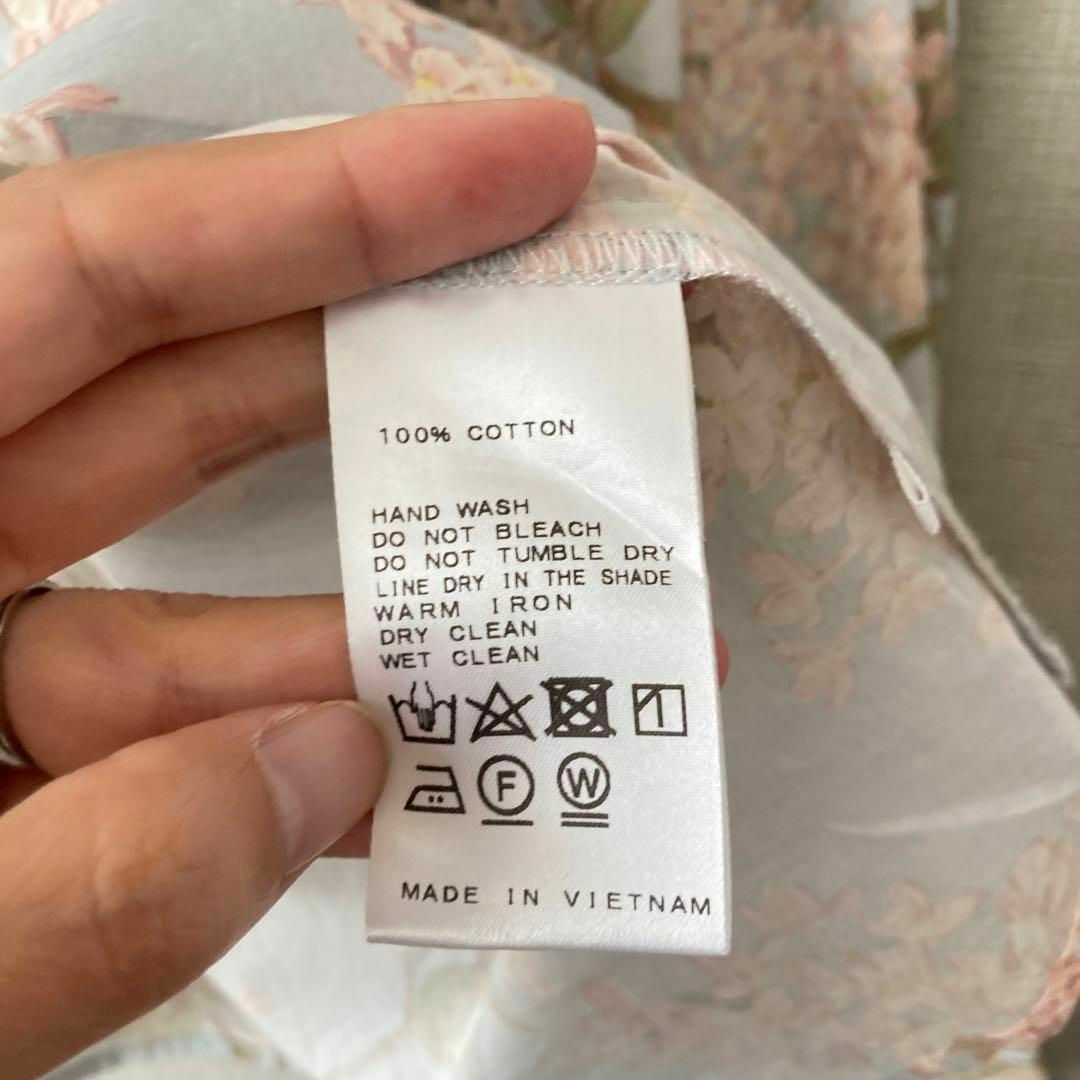 100% COTTON
HAND WASH
DO NOT BLEACH
DO NOT TUMBLE DRY
LINE DRY IN THE SHADE
WARM IRON
DRY CLEAN
WET CLEAN
F W
MADE IN VIETNAM